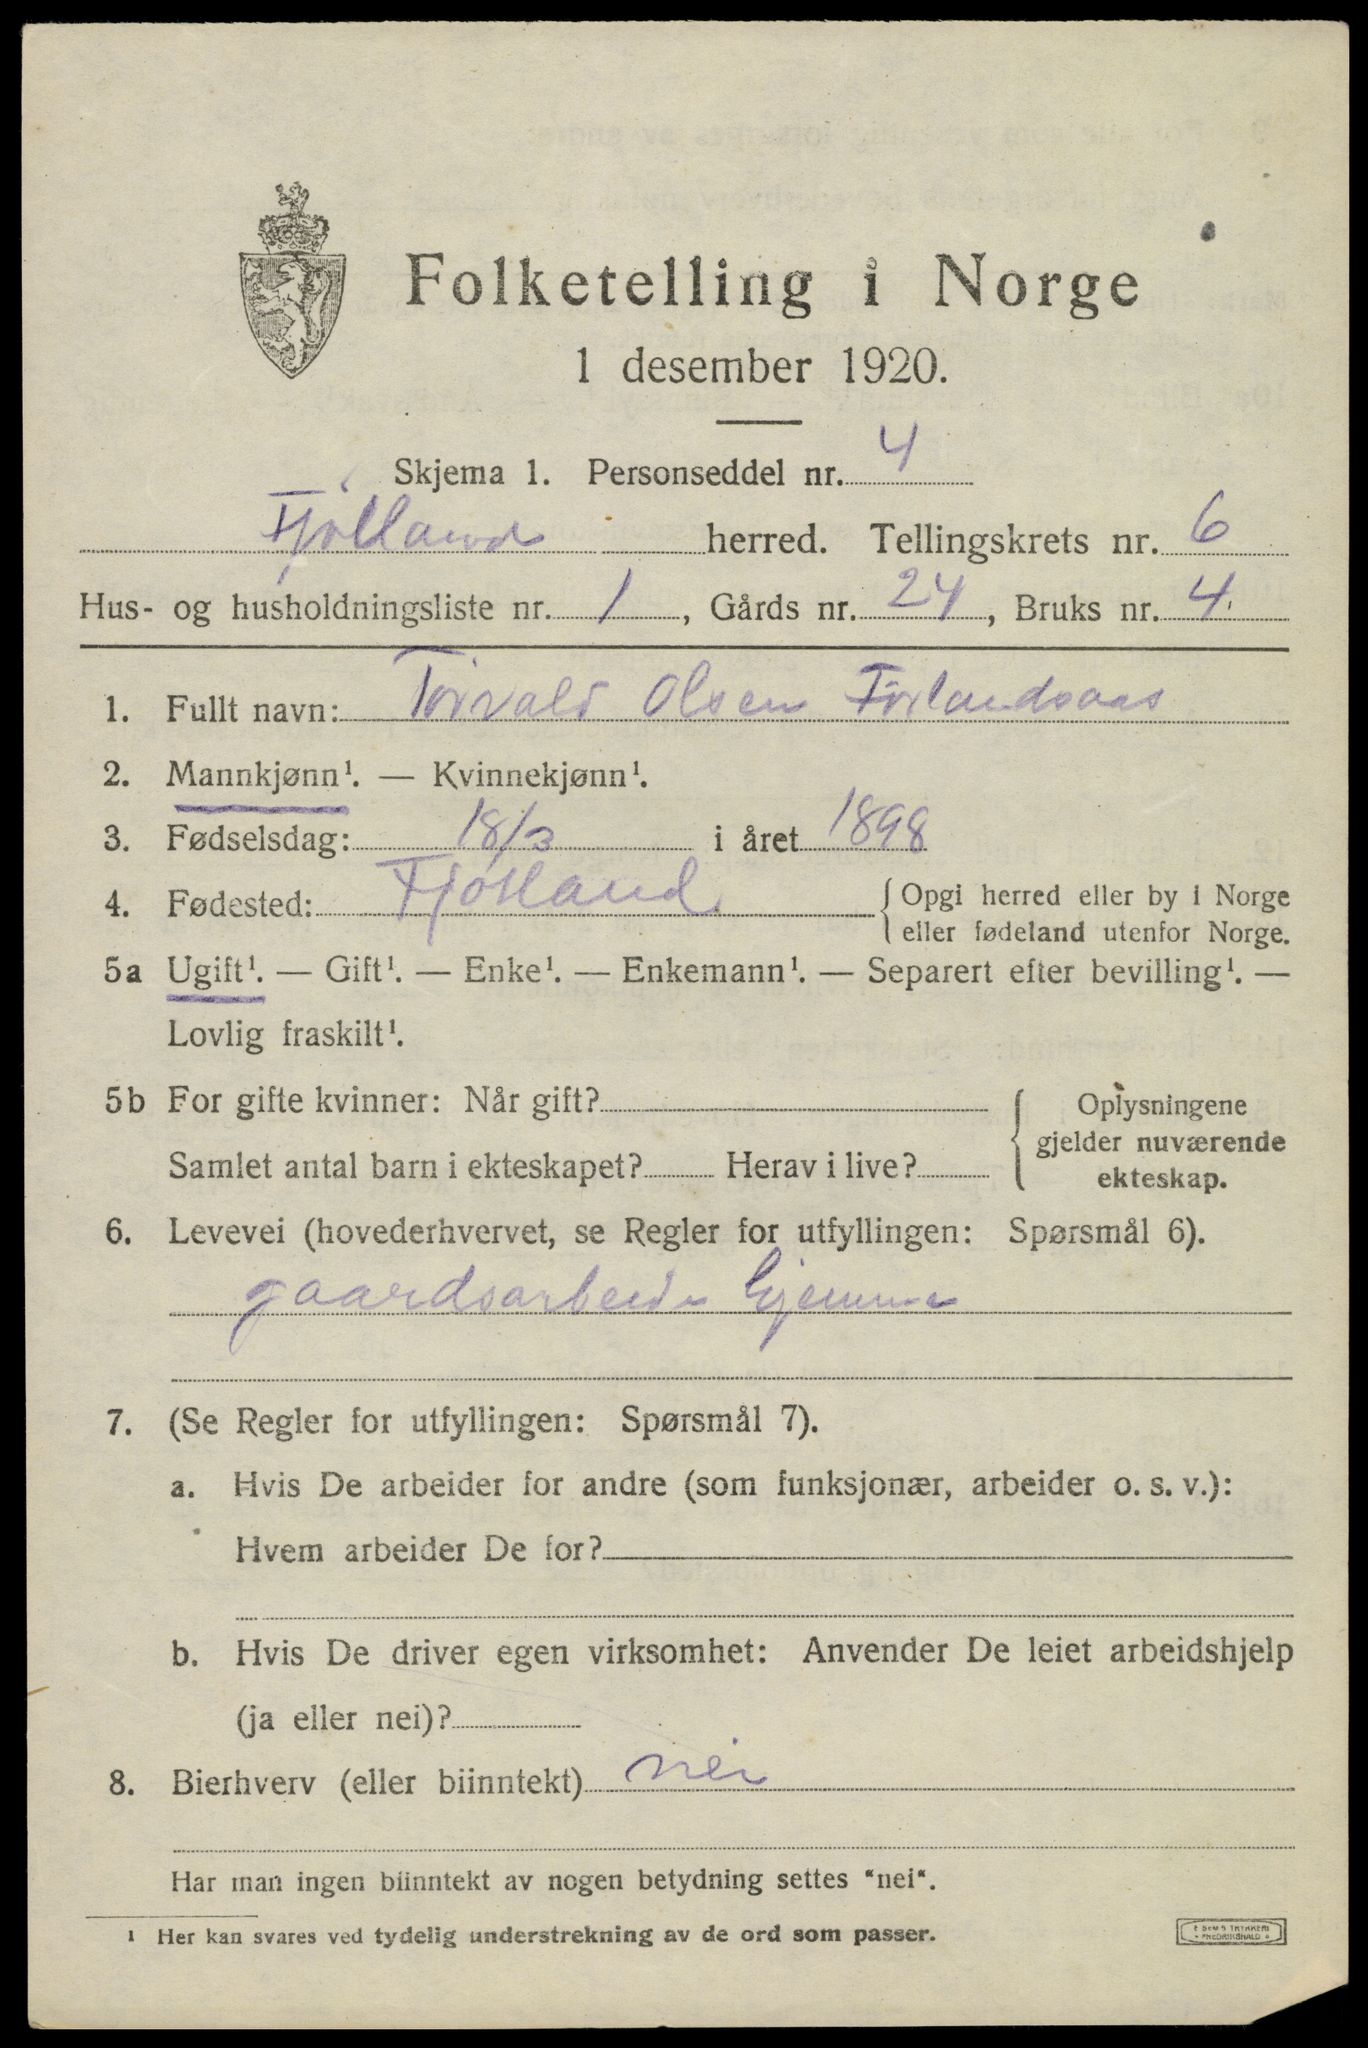 Folketelling i Norge
1 desember 1920.
Skjema 1. Personseddel nr. 4
Fjotland herred. Tellingskrets nr. 6
Hus- og husholdningsliste nr. 1, Gårds nr. 24, Bruks nr. 4.
1. Fullt navn: Torvald Olsen Förlandsaas
2. Mannkjønn¹. — Kvinnekjønn¹.
3. Fødselsdag: 18/3 i året 1898
4. Fødested: Fjotland { Opgi herred eller by i Norge
eller fødeland utenfor Norge.
5a Ugift¹. — Gift¹. — Enke¹. — Enkemann¹. — Separert efter bevilling¹. —
Lovlig fraskilt¹.
5b For gifte kvinner: Når gift? { Oplysningene
gjelder nuværende
Samlet antal barn i ekteskapet? Herav i live?
ekteskap.
6. Levevei (hovederhvervet, se Regler for utfyllingen: Spørsmål 6).
gaardsarbeide hjemme
7. (Se Regler for utfyllingen: Spørsmål 7).
a. Hvis De arbeider for andre (som funksjonær, arbeider o. s. v.):
Hvem arbeider De for?
b. Hvis De driver egen virksomhet: Anvender De leiet arbeidshjelp
(ja eller nei)?
8. Bierhverv (eller biinntekt) nei
Har man ingen biinntekt av nogen betydning settes "nei".
¹ Her kan svares ved tydelig understrekning av de ord som passer.